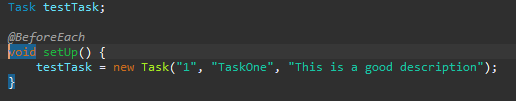 Task testTask;
@BeforeEach
void setUp() {
testTask = new Task("1", "TaskOne", "This is a good description");
}